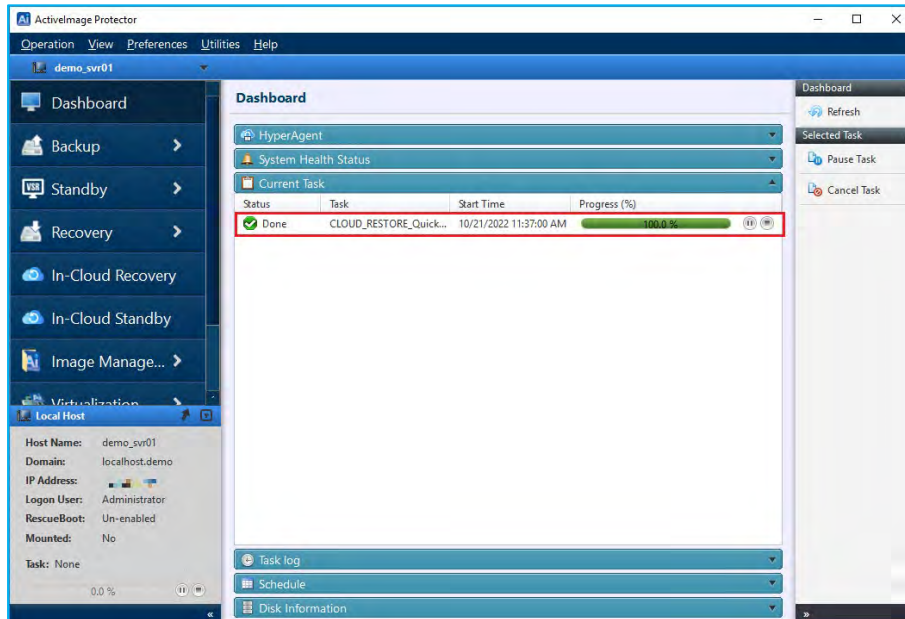 Ai ActiveImage Protector
Operation View Preferences Utilities Help
demo_svr01
Dashboard
Backup
VSB Standby
Recovery
In-Cloud Recovery
In-Cloud Standby
Ai Image Manage...
Virtualization
Local Host
Host Name: demo_svr01
Domain: localhost.demo
IP Address:
Logon User: Administrator
RescueBoot: Un-enabled
Mounted: No
Task: None
0.0 %
«
Dashboard
HyperAgent
System Health Status
Current Task
Status Task Start Time Progress (%)
Done CLOUD_RESTORE_Quick... 10/21/2022 11:37:00 AM 100.0 %
Task log
Schedule
Disk Information
Dashboard
Refresh
Selected Task
Pause Task
Cancel Task
»